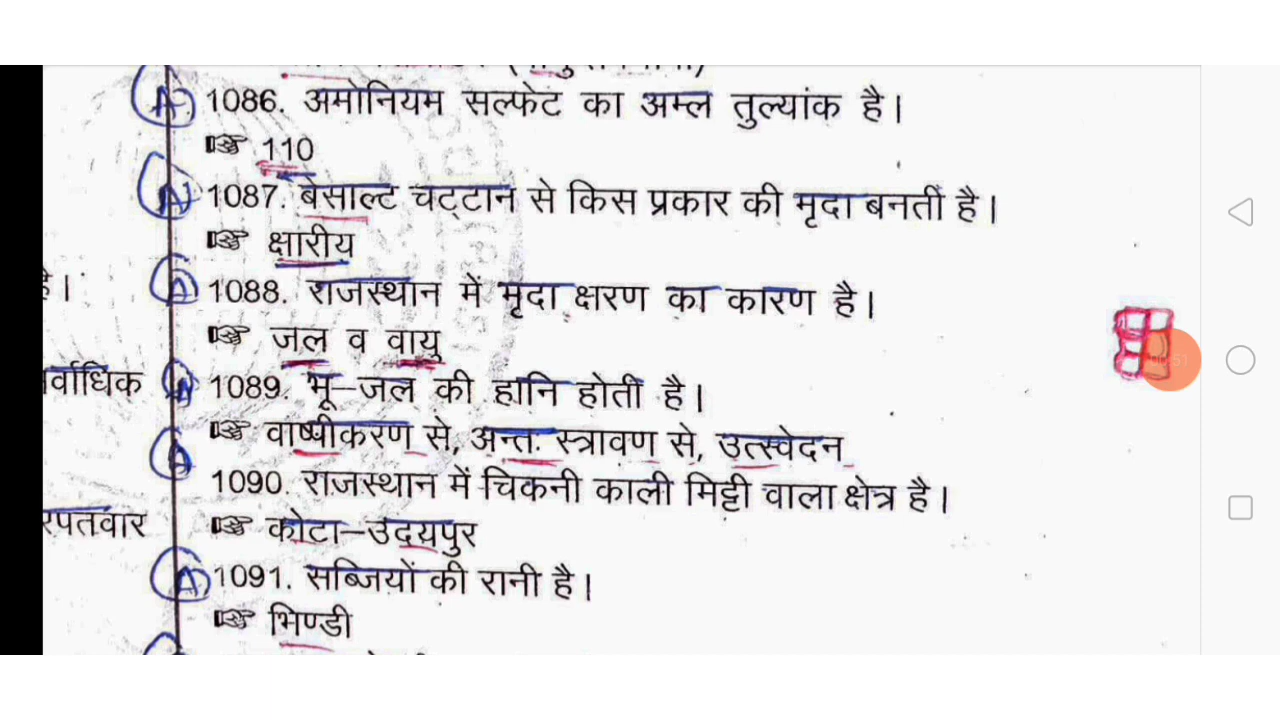 1086. अमोनियम सल्फेट का अम्ल तुल्यांक है।
☞ 110
1087. बेसाल्ट चट्टान से किस प्रकार की मृदा बनती है।
☞ क्षारीय
है।
1088. राजस्थान में मृदा क्षरण का कारण है।
☞ जल व वायु
र्वाधिक
1089. भू–जल की हानि होती है।
☞ वाष्पीकरण से, अन्तः स्त्रावण से, उत्स्वेदन
1090. राजस्थान में चिकनी काली मिट्टी वाला क्षेत्र है।
रपतवार
☞ कोटा–उदयपुर
1091. सब्जियों की रानी है।
☞ भिण्डी